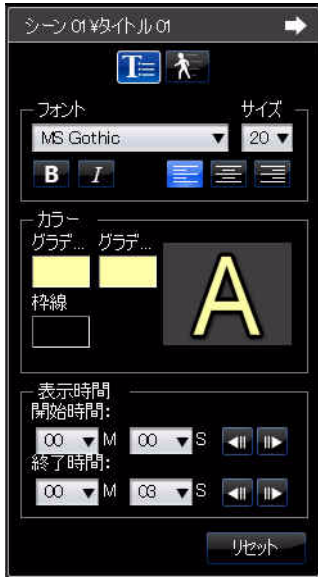 シーン 01¥タイトル 01
T
フォント サイズ
MS Gothic 20
B I
カラー
グラデ... グラデ...
枠線
A
表示時間
開始時間:
00 M 00 S
終了時間:
00 M 03 S
リセット